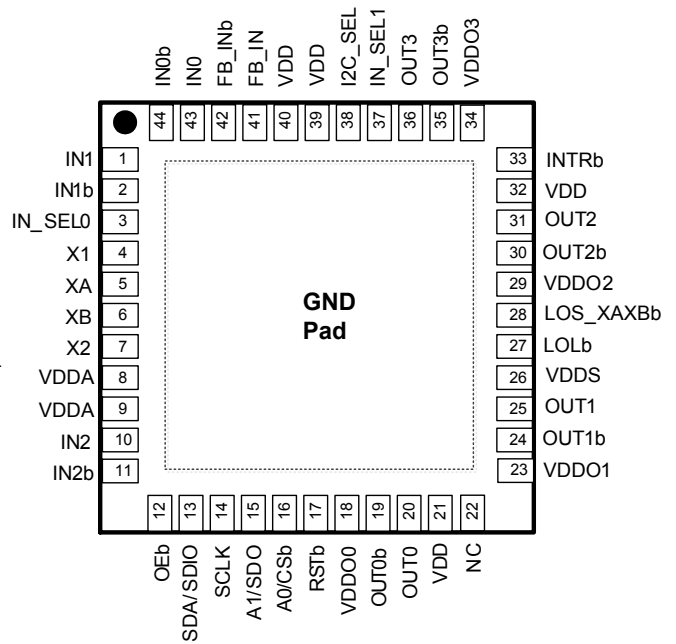 IN0b
IN0
FB_INb
FB_IN
VDD
VDD
I2C_SEL
IN_SEL1
OUT3
OUT3b
VDDO3
44
43
42
41
40
39
38
37
36
35
34
IN1 1
IN1b 2
IN_SEL0 3
X1 4
XA 5
XB 6
X2 7
VDDA 8
VDDA 9
IN2 10
IN2b 11
GND
Pad
33 INTRb
32 VDD
31 OUT2
30 OUT2b
29 VDDO2
28 LOS_XAXBb
27 LOLb
26 VDDS
25 OUT1
24 OUT1b
23 VDDO1
12
13
14
15
16
17
18
19
20
21
22
OEb
SDA/SDIO
SCLK
A1/SDO
A0/CSb
RSTb
VDDO0
OUT0b
OUT0
VDD
NC